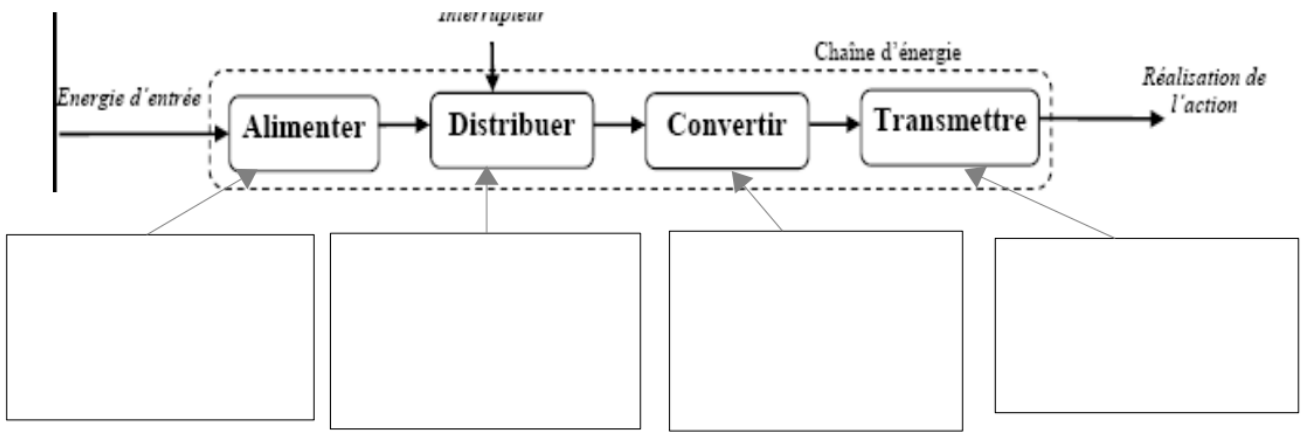 Interrupteur
Chaîne d'énergie
Energie d'entrée
Réalisation de
l'action
Alimenter
Distribuer
Convertir
Transmettre